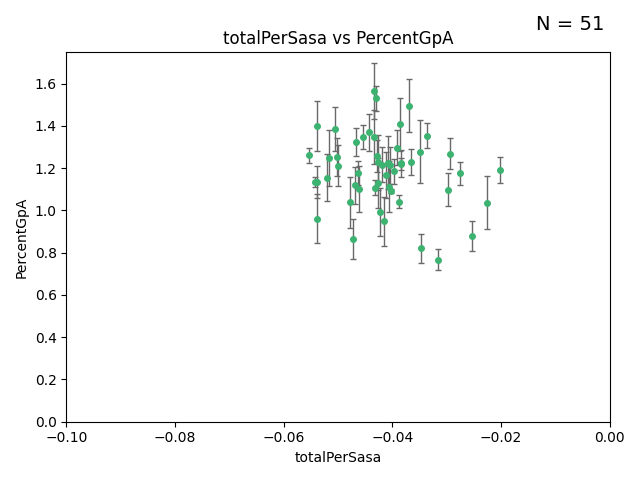 N = 51
totalPerSasa vs PercentGpA
PercentGpA
1.6
1.4
1.2
1.0
0.8
0.6
0.4
0.2
0.0
−0.10 −0.08 −0.06 −0.04 −0.02 0.00
totalPerSasa